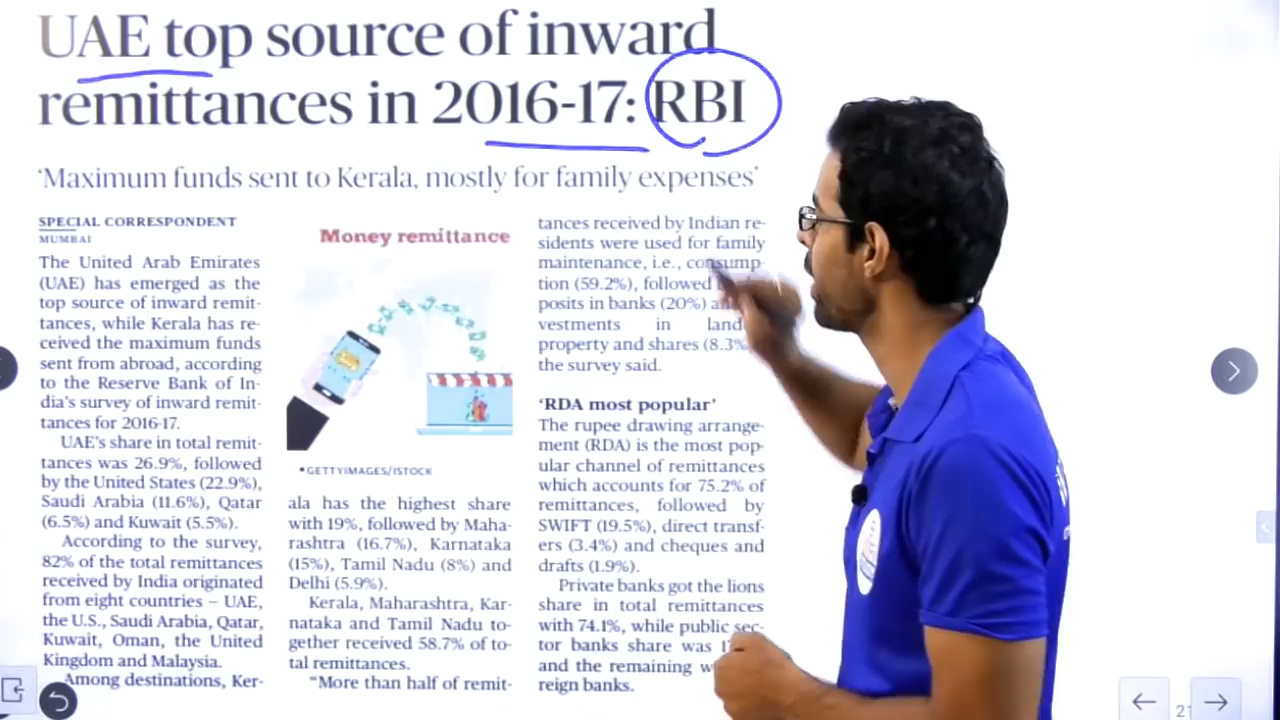 UAE top source of inward
remittances in 2016-17: RBI
‘Maximum funds sent to Kerala, mostly for family expenses’
SPECIAL CORRESPONDENT
MUMBAI
The United Arab Emirates
(UAE) has emerged as the
top source of inward remit-
tances, while Kerala has re-
ceived the maximum funds
sent from abroad, according
to the Reserve Bank of In-
dia’s survey of inward remit-
tances for 2016-17.
UAE’s share in total remit-
tances was 26.9%, followed
by the United States (22.9%),
Saudi Arabia (11.6%), Qatar
(6.5%) and Kuwait (5.5%).
According to the survey,
82% of the total remittances
received by India originated
from eight countries – UAE,
the U.S., Saudi Arabia, Qatar,
Kuwait, Oman, the United
Kingdom and Malaysia.
Among destinations, Ker-
Money remittance
•GETTYIMAGES/ISTOCK
ala has the highest share
with 19%, followed by Maha-
rashtra (16.7%), Karnataka
(15%), Tamil Nadu (8%) and
Delhi (5.9%).
Kerala, Maharashtra, Kar-
nataka and Tamil Nadu to-
gether received 58.7% of to-
tal remittances.
“More than half of remit-
tances received by Indian re-
sidents were used for family
maintenance, i.e., consump-
tion (59.2%), followed
posits in banks (20%)
vestments in land
property and shares (8.3%
the survey said.
‘RDA most popular’
The rupee drawing arrange-
ment (RDA) is the most pop-
ular channel of remittances
which accounts for 75.2% of
remittances, followed by
SWIFT (19.5%), direct transf-
ers (3.4%) and cheques and
drafts (1.9%).
Private banks got the lions
share in total remittances
with 74.1%, while public sec-
tor banks share was
and the remaining
reign banks.